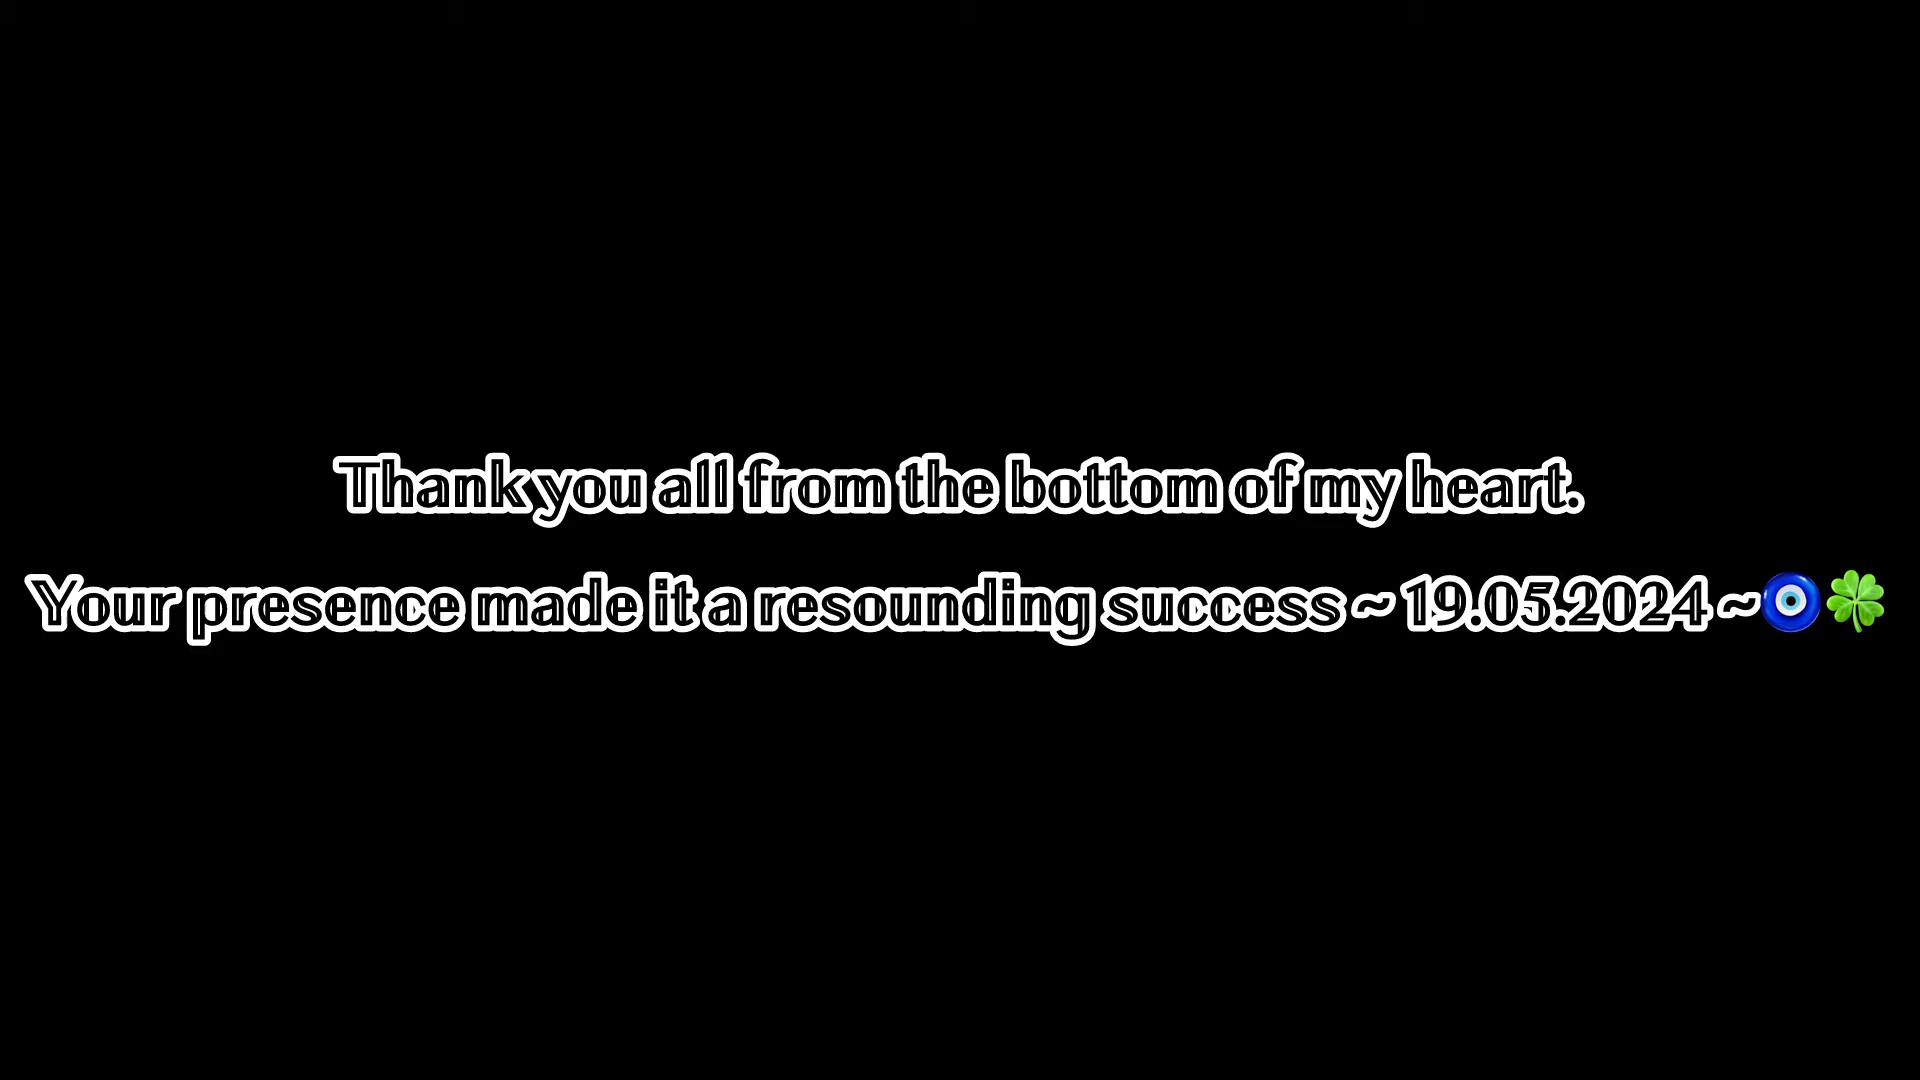 Thank you all from the bottom of my heart.
Your presence made it a resounding success ~ 19.05.2024 ~🧿🍀